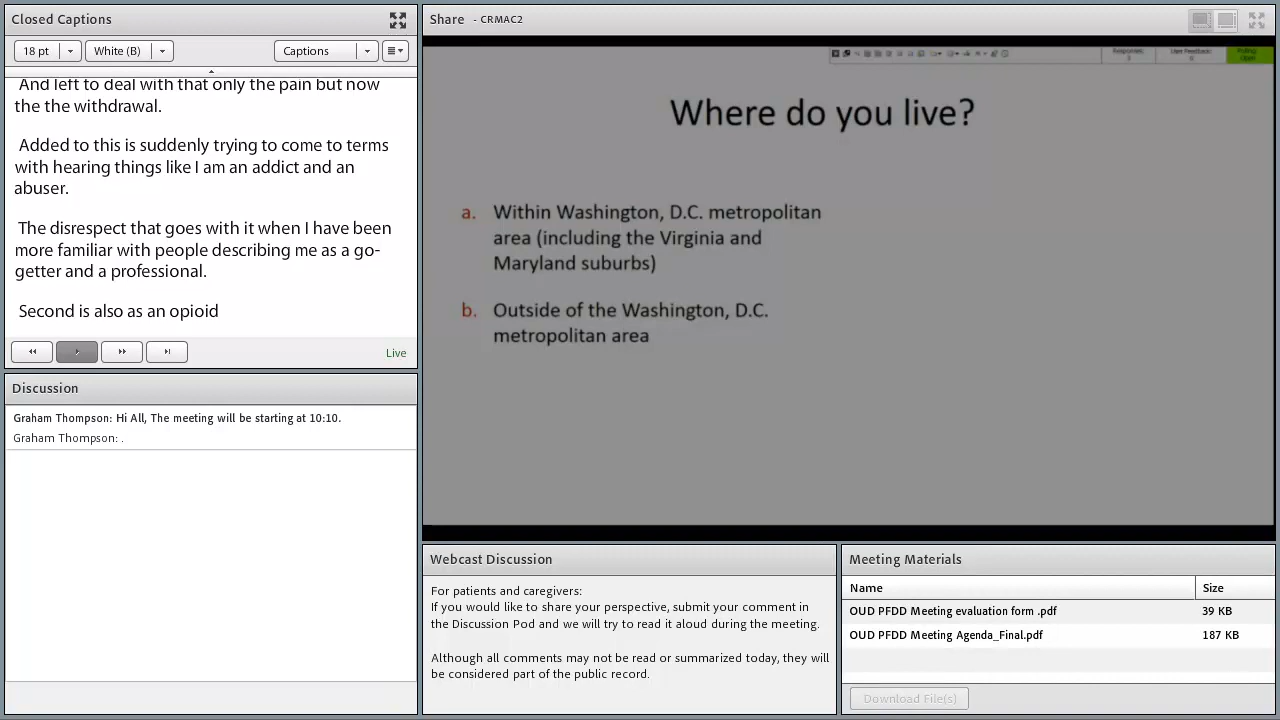 Closed Captions
18 pt
White (B)
Captions
And left to deal with that only the pain but now
the the withdrawal.
Added to this is suddenly trying to come to terms
with hearing things like I am an addict and an
abuser.
The disrespect that goes with it when I have been
more familiar with people describing me as a go-
getter and a professional.
Second is also as an opioid
Live
Discussion
Graham Thompson: Hi All, The meeting will be starting at 10:10.
Graham Thompson: .
Share - CRMAC2
Where do you live?
a. Within Washington, D.C. metropolitan
area (including the Virginia and
Maryland suburbs)
b. Outside of the Washington, D.C.
metropolitan area
Webcast Discussion
For patients and caregivers:
If you would like to share your perspective, submit your comment in
the Discussion Pod and we will try to read it aloud during the meeting.
Although all comments may not be read or summarized today, they will
be considered part of the public record.
Meeting Materials
Name Size
OUD PFDD Meeting evaluation form .pdf 39 KB
OUD PFDD Meeting Agenda_Final.pdf 187 KB
Download File(s)